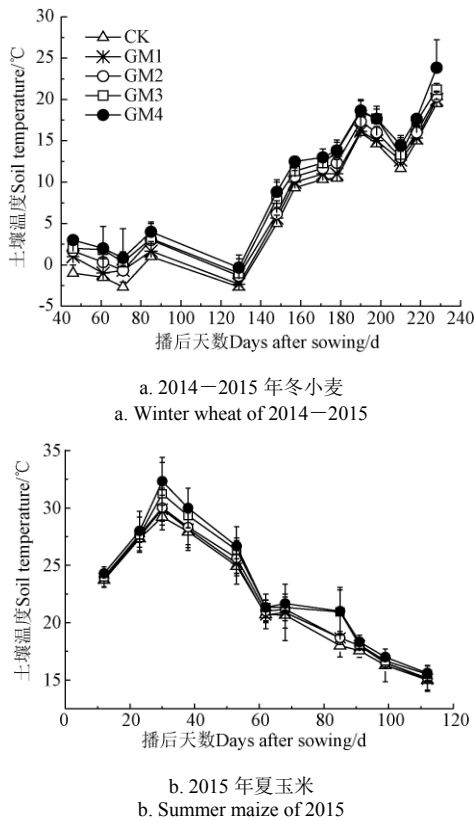 30
25
20
15
10
5
0
-5
CK
GM1
GM2
GM3
GM4
土壤温度Soil temperature/℃
40 60 80 100 120 140 160 180 200 220 240
播后天数Days after sowing/d
a. 2014－2015 年冬小麦
a. Winter wheat of 2014－2015
35
30
25
20
15
土壤温度Soil temperature/℃
0 20 40 60 80 100 120
播后天数Days after sowing/d
b. 2015 年夏玉米
b. Summer maize of 2015